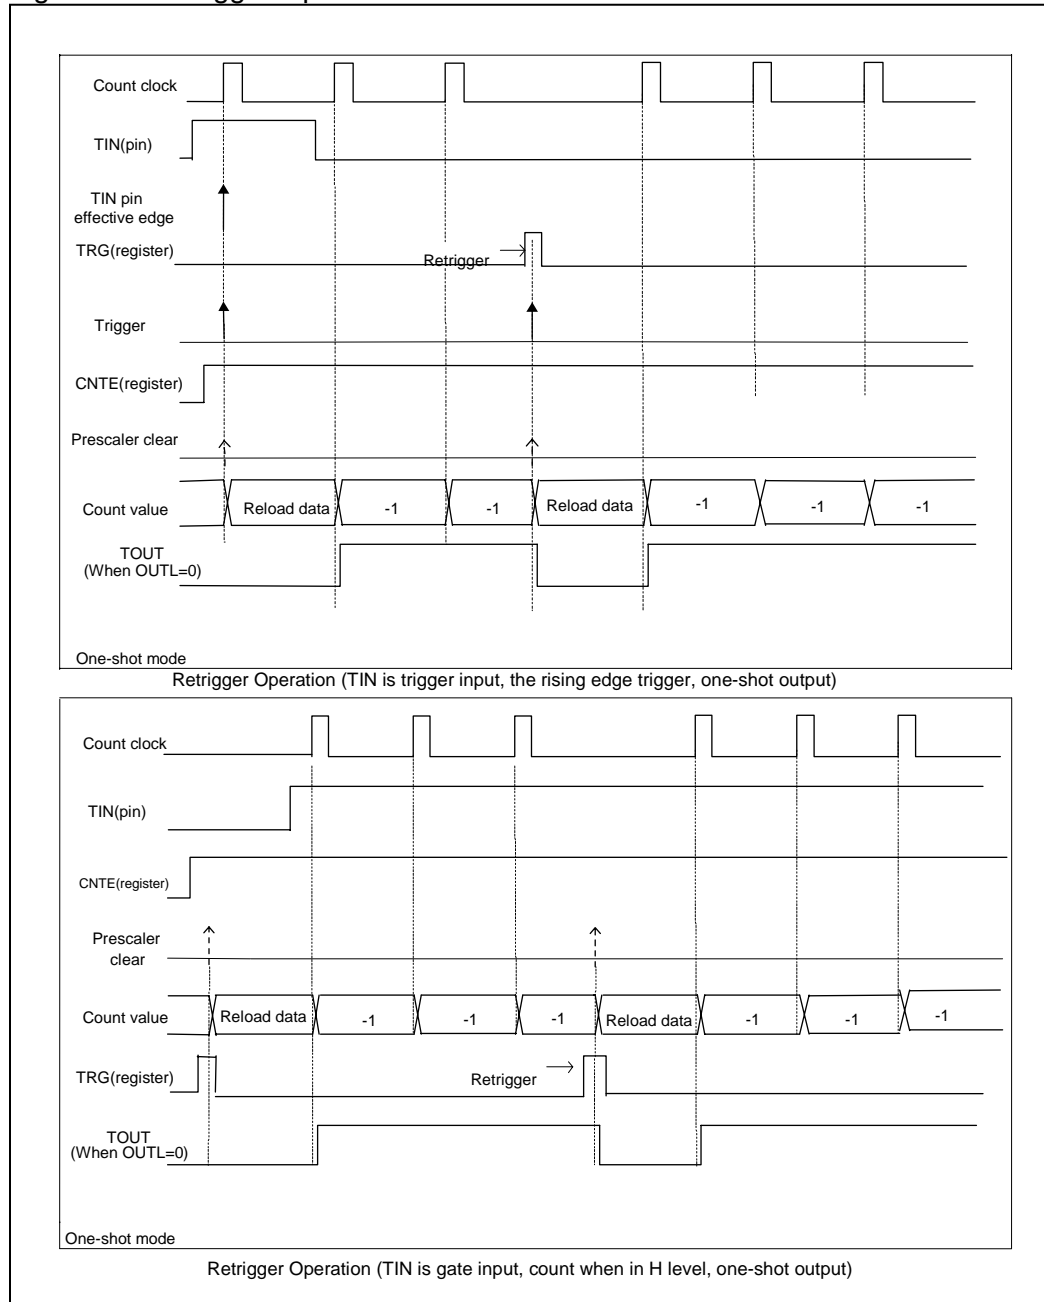 Count clock
TIN(pin)
TIN pin
effective edge
TRG(register)
Retrigger
Trigger
CNTE(register)
Prescaler clear
Count value
Reload data
-1
-1
Reload data
-1
-1
-1
TOUT
(When OUTL=0)
One-shot mode
Retrigger Operation (TIN is trigger input, the rising edge trigger, one-shot output)
Count clock
TIN(pin)
CNTE(register)
Prescaler
clear
Count value
Reload data
-1
-1
-1
Reload data
-1
-1
-1
TRG(register)
Retrigger
TOUT
(When OUTL=0)
One-shot mode
Retrigger Operation (TIN is gate input, count when in H level, one-shot output)